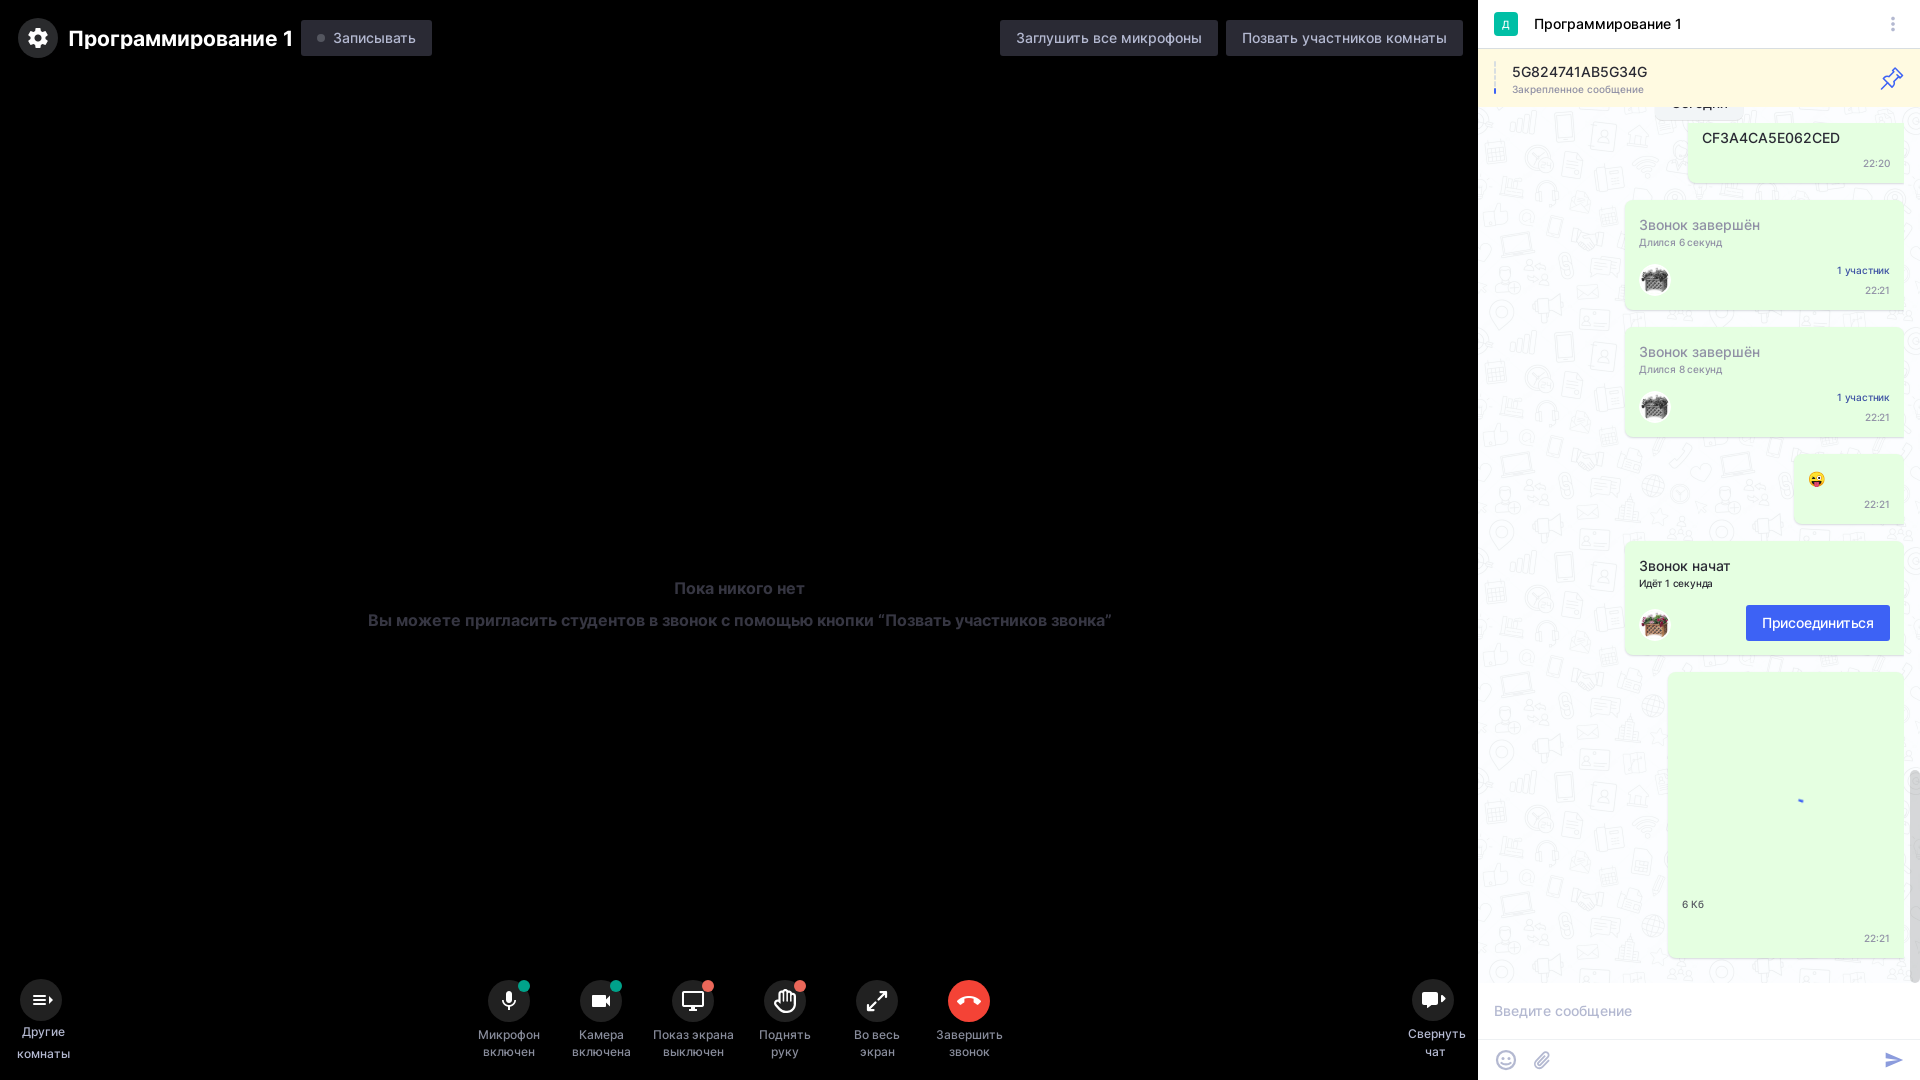 Программирование 1
Записывать
Заглушить все микрофоны
Позвать участников комнаты
Пока никого нет
Вы можете пригласить студентов в звонок с помощью кнопки “Позвать участников звонка”
Другие
комнаты
Микрофон
включен
Камера
включена
Показ экрана
выключен
Поднять
руку
Во весь
экран
Завершить
звонок
Свернуть
чат
Д
Программирование 1
5G824741AB5G34G
Закрепленное сообщение
CF3A4CA5E062CED
22:20
Звонок завершён
Длился 6 секунд
1 участник
22:21
Звонок завершён
Длился 8 секунд
1 участник
22:21
22:21
Звонок начат
Идёт 1 секунда
Присоединиться
6 Кб
22:21
Введите сообщение